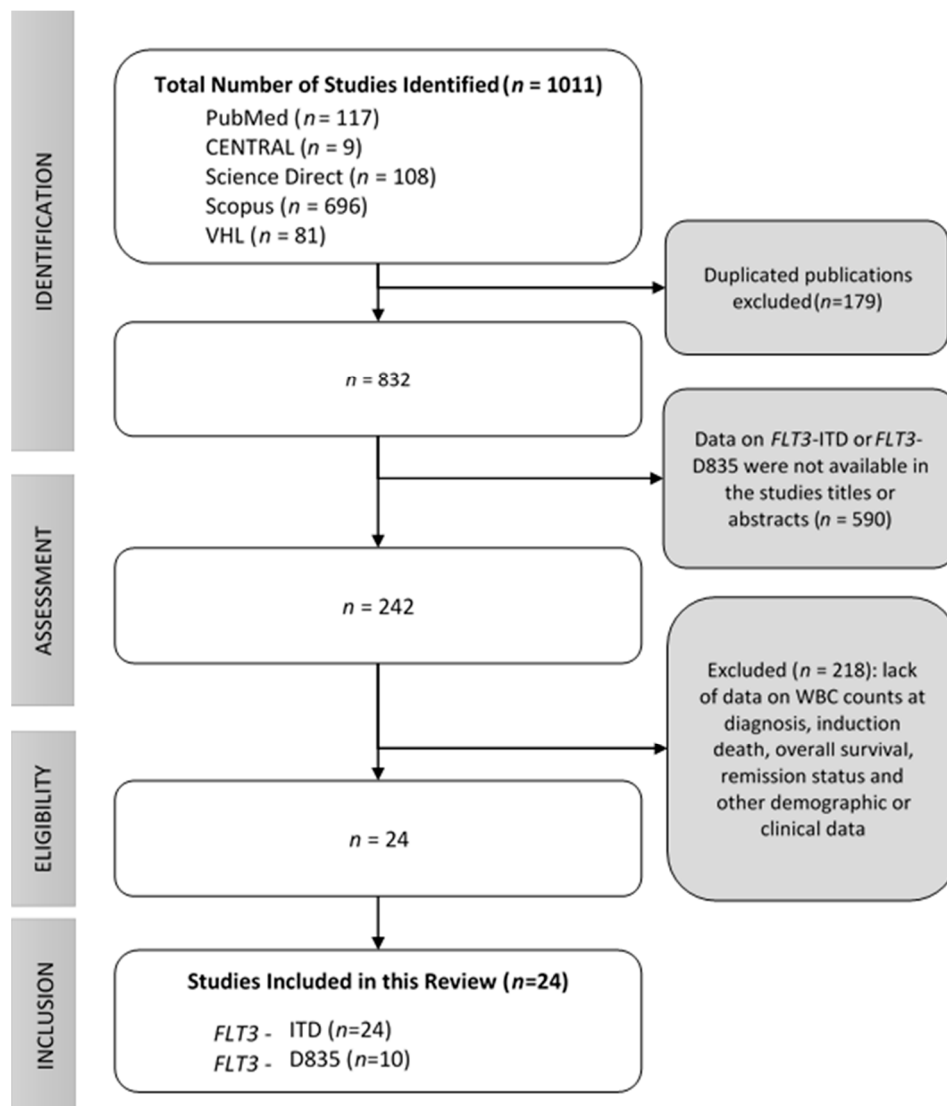 IDENTIFICATION
Total Number of Studies Identified (n = 1011)
PubMed (n = 117)
CENTRAL (n = 9)
Science Direct (n = 108)
Scopus (n = 696)
VHL (n = 81)
Duplicated publications
excluded (n=179)
n = 832
Data on FLT3-ITD or FLT3-
D835 were not available in
the studies titles or
abstracts (n = 590)
ASSESSMENT
n = 242
Excluded (n = 218): lack
of data on WBC counts at
diagnosis, induction
death, overall survival,
remission status and
other demographic or
clinical data
ELIGIBILITY
n = 24
INCLUSION
Studies Included in this Review (n=24)
FLT3 - ITD (n=24)
FLT3 - D835 (n=10)